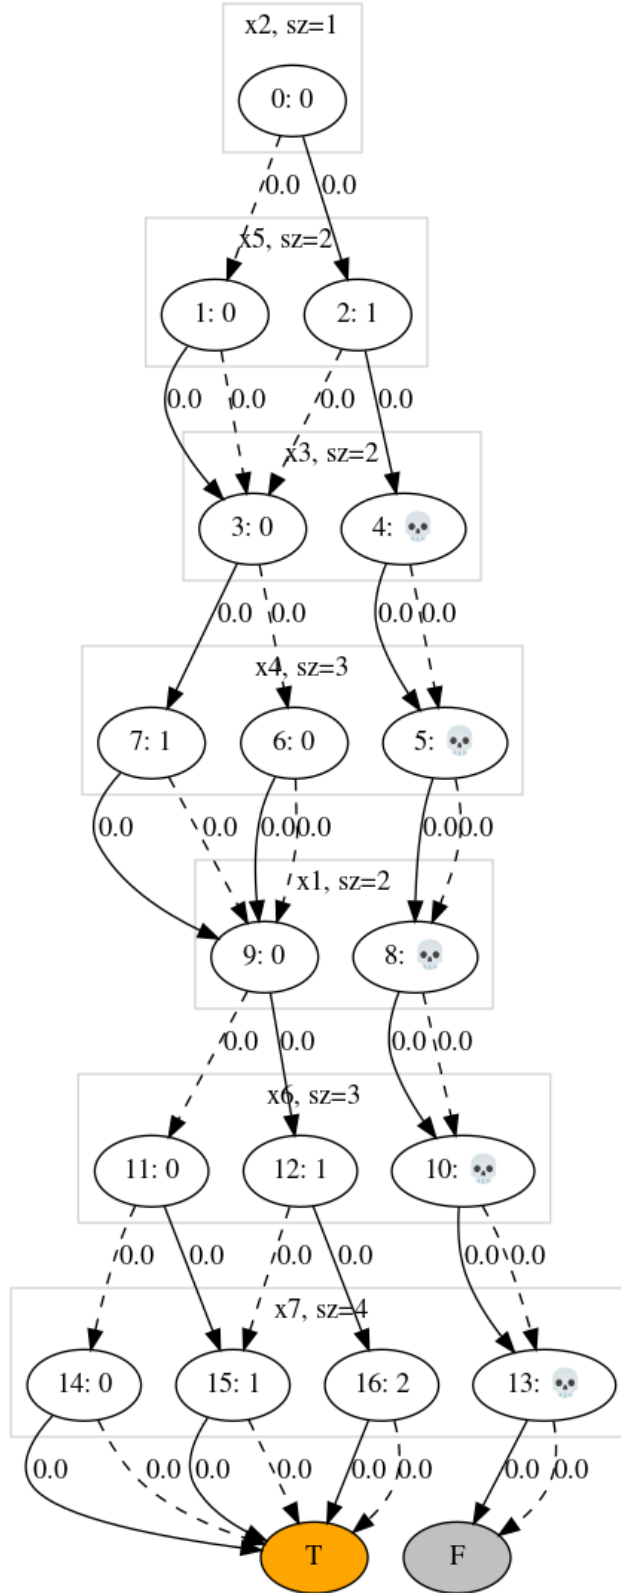 x2, sz=1
0: 0
0.0 0.0
x5, sz=2
1: 0 2: 1
0.0 0.0 0.0 0.0
x3, sz=2
3: 0 4: 💀
0.0 0.0 0.0 0.0
x4, sz=3
7: 1 6: 0 5: 💀
0.0 0.0 0.0 0.0 0.0 0.0
x1, sz=2
9: 0 8: 💀
0.0 0.0 0.0 0.0
x6, sz=3
11: 0 12: 1 10: 💀
0.0 0.0 0.0 0.0 0.0 0.0
x7, sz=4
14: 0 15: 1 16: 2 13: 💀
0.0 0.0 0.0 0.0 0.0 0.0 0.0 0.0
T F